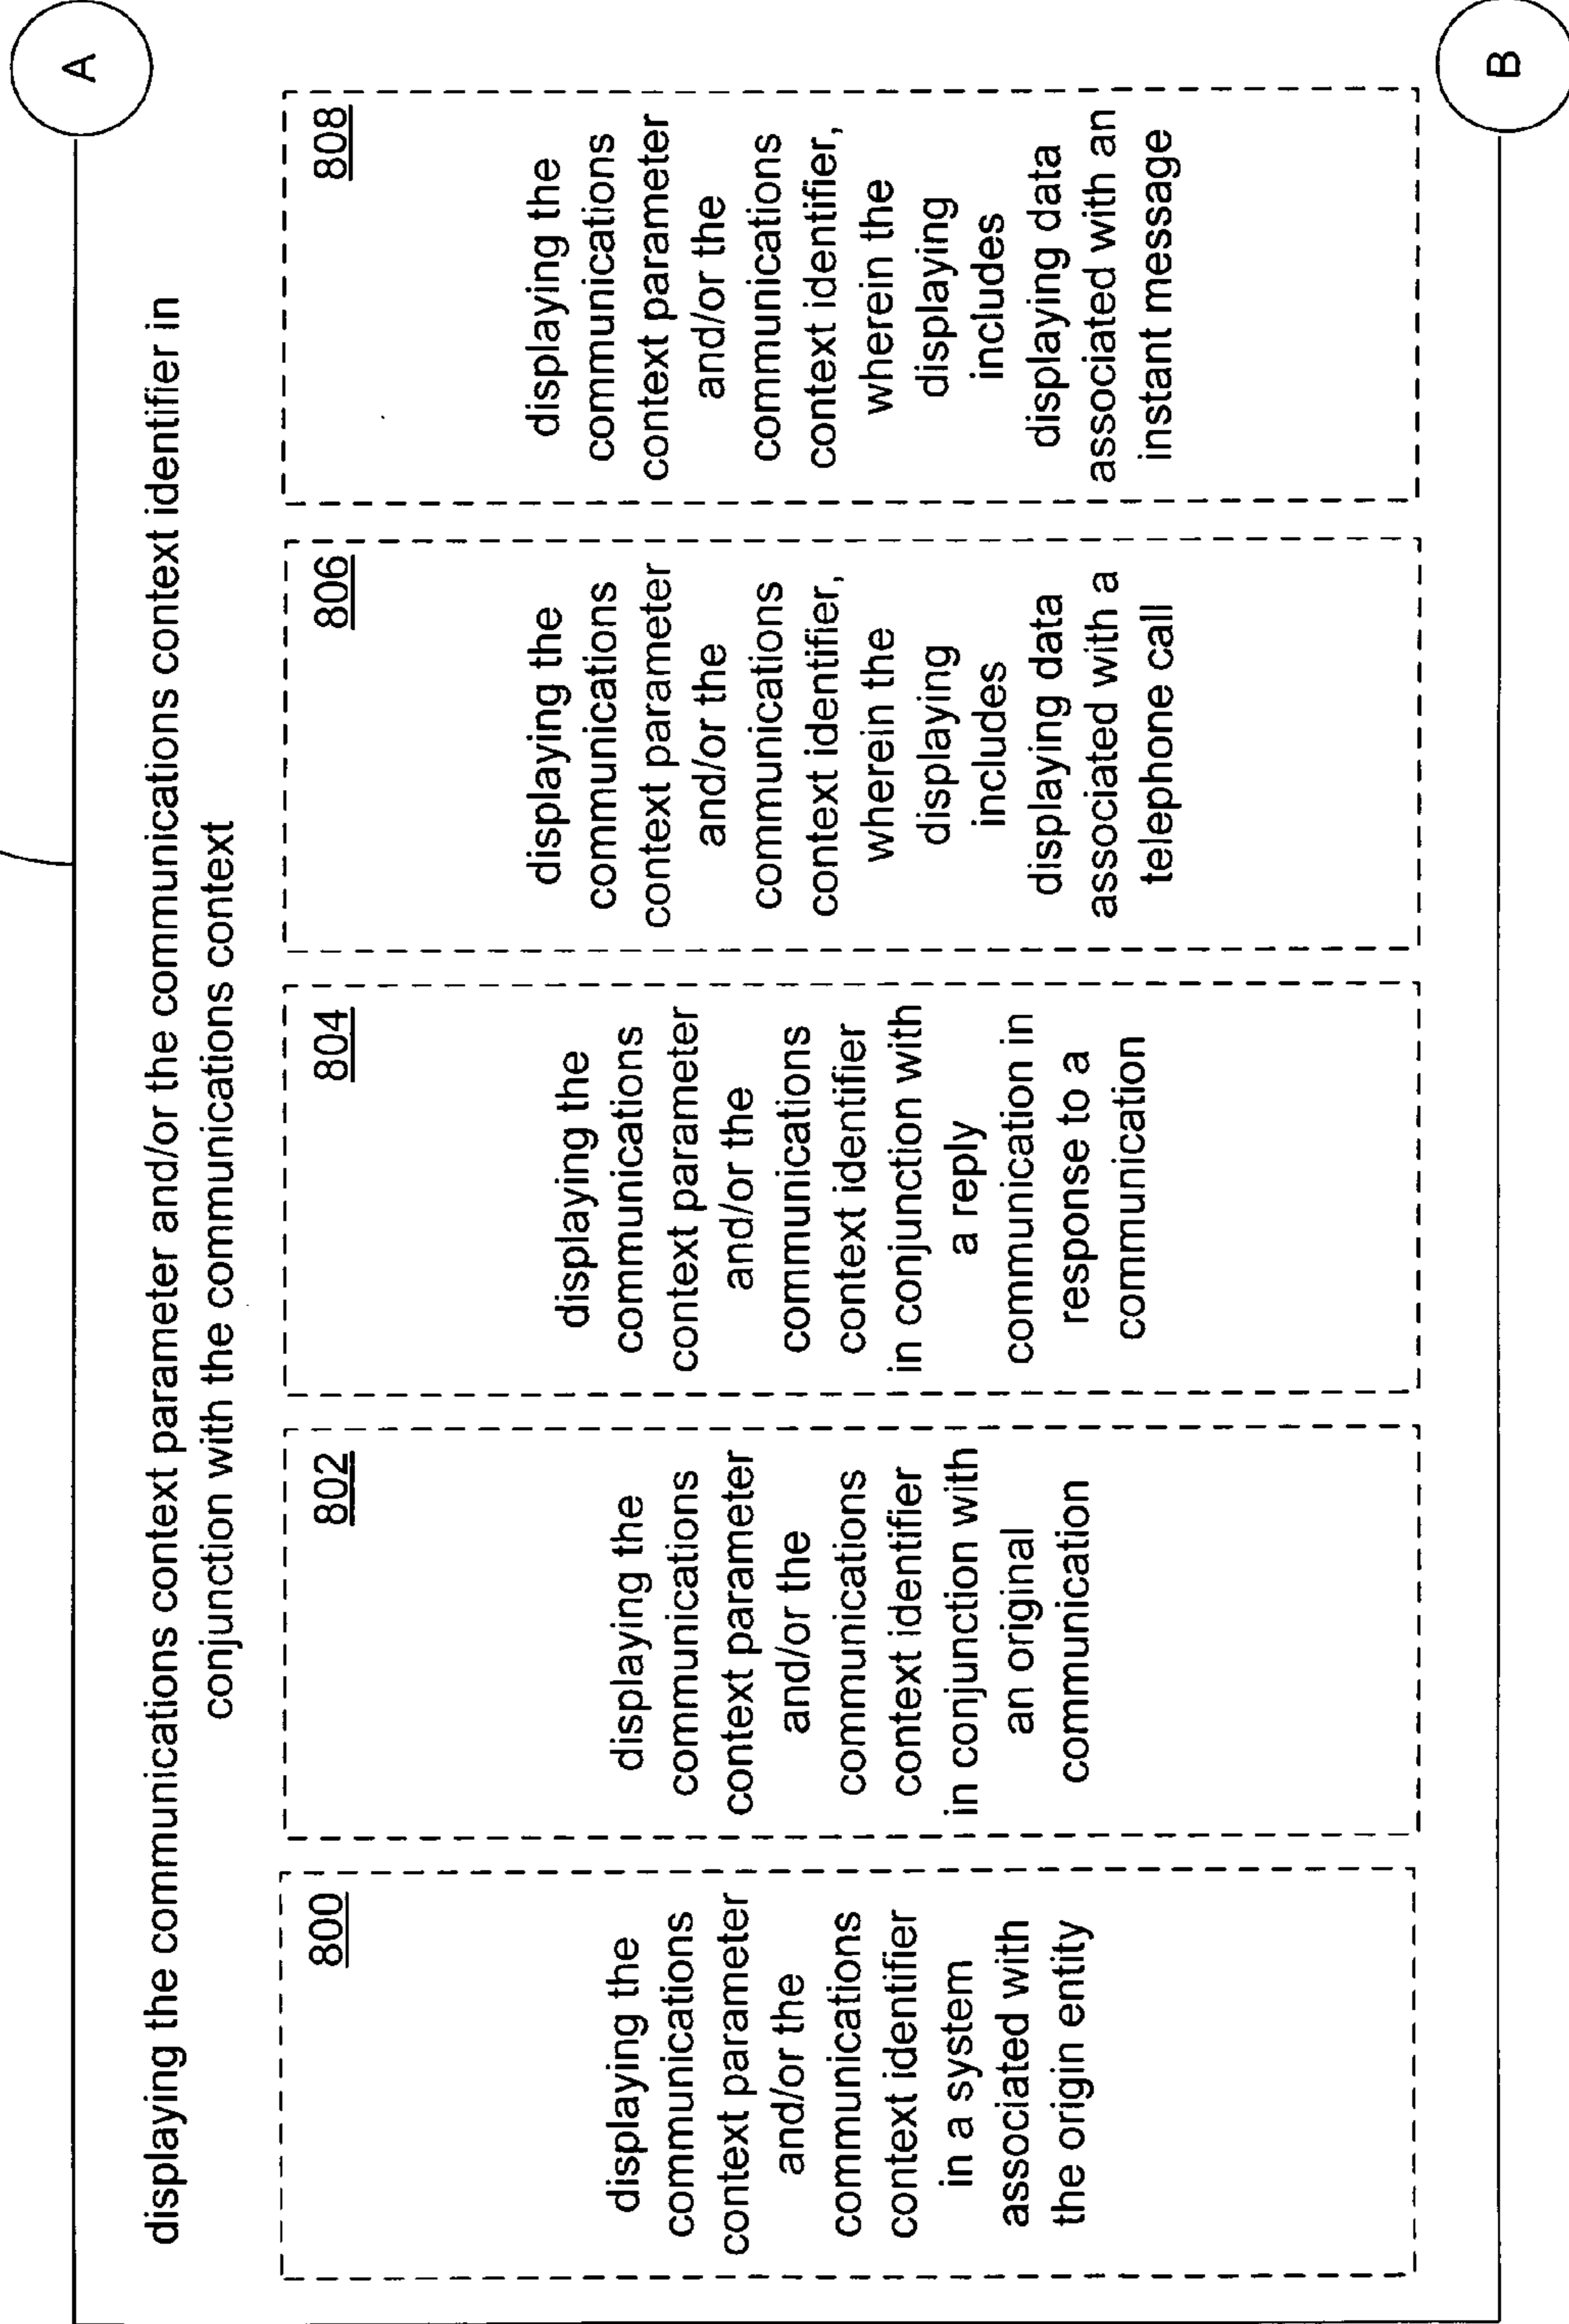 displaying the communications context parameter and/or the communications context identifier in
conjunction with the communications context
800
displaying the
communications
context parameter
and/or the
communications
context identifier
in a system
associated with
the origin entity
802
displaying the
communications
context parameter
and/or the
communications
context identifier
in conjunction with
an original
communication
804
displaying the
communications
context parameter
and/or the
communications
context identifier
in conjunction with
a reply
communication in
response to a
communication
806
displaying the
communications
context parameter
and/or the
communications
context identifier,
wherein the
displaying
includes
displaying data
associated with a
telephone call
808
displaying the
communications
context parameter
and/or the
communications
context identifier,
wherein the
displaying
includes
displaying data
associated with an
instant message
A
B